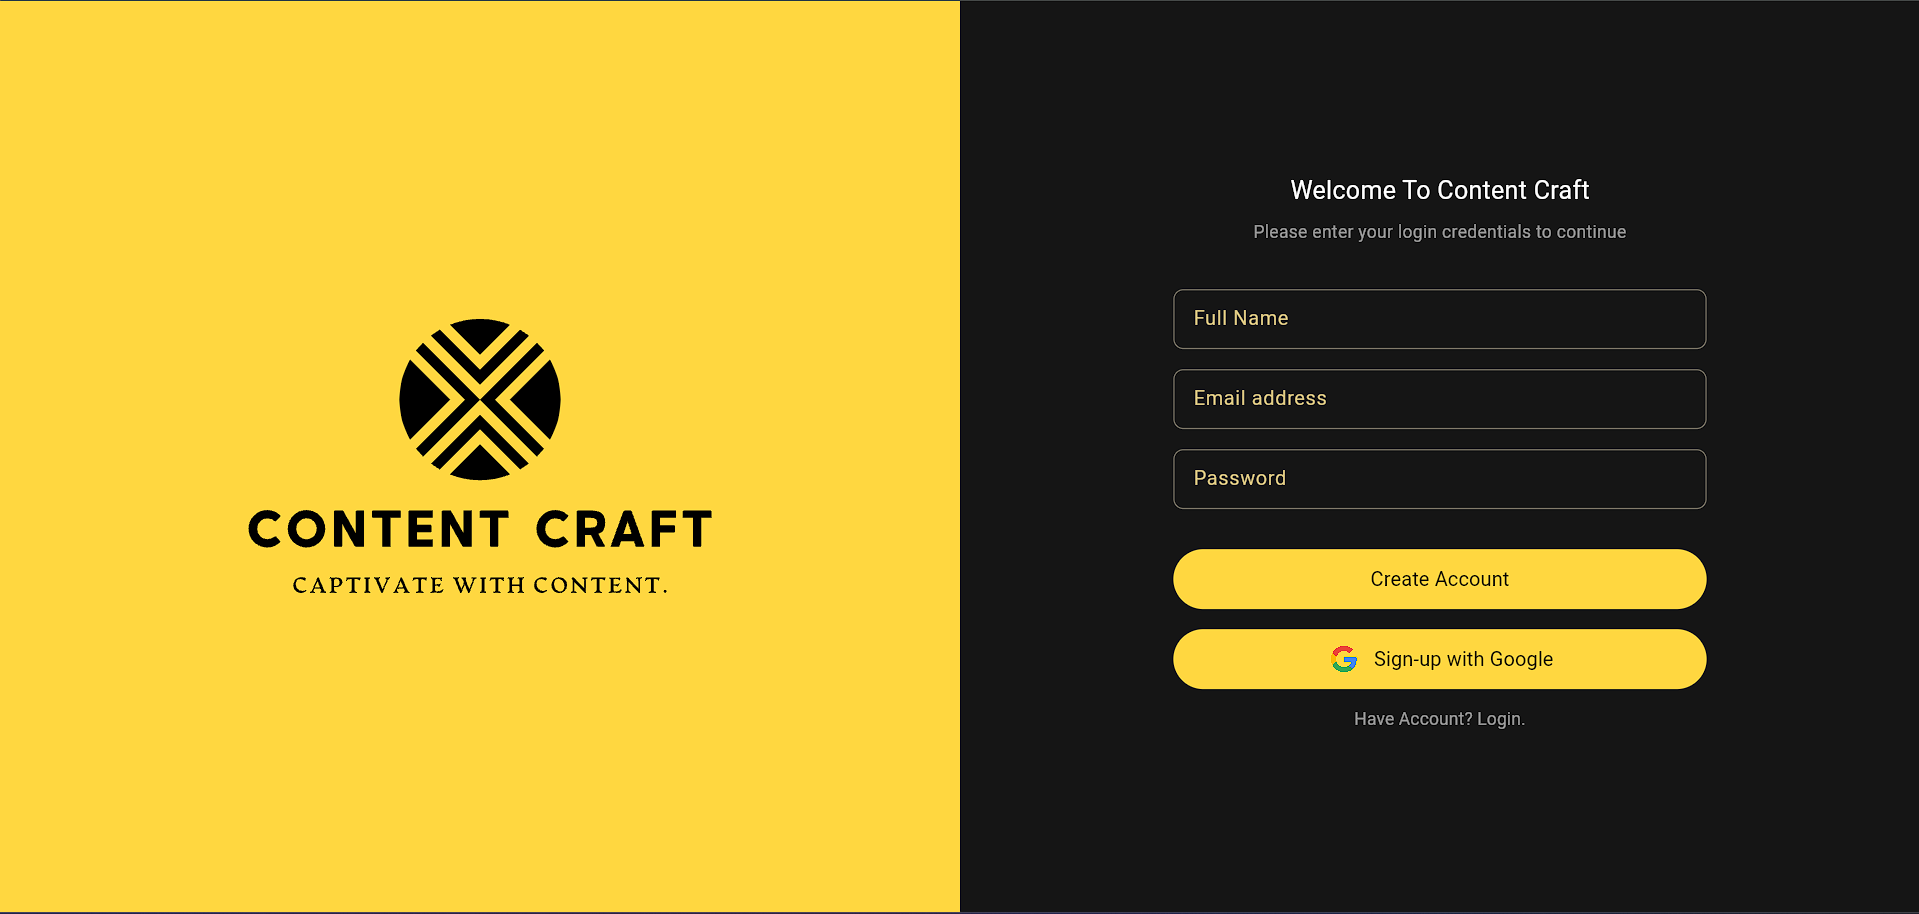 CONTENT CRAFT
CAPTIVATE WITH CONTENT.
Welcome To Content Craft
Please enter your login credentials to continue
Full Name
Email address
Password
Create Account
Sign-up with Google
Have Account? Login.